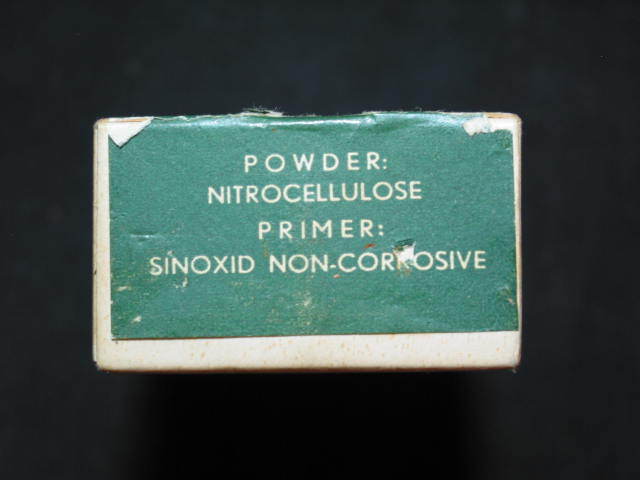 POWDER:
NITROCELLULOSE
PRIMER:
SINOXID NON-CORROSIVE